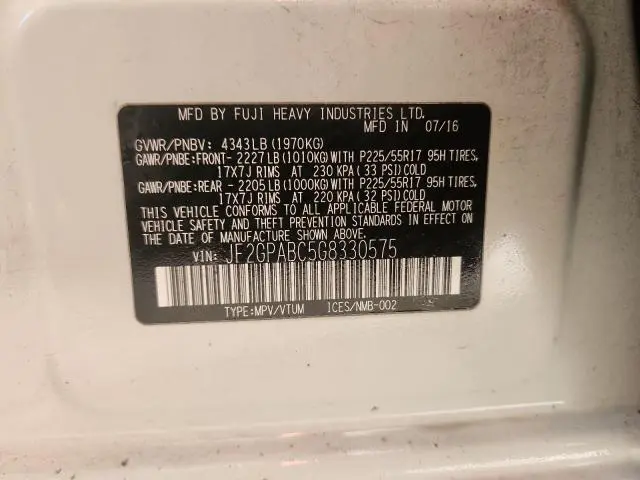 MFD BY FUJI HEAVY INDUSTRIES LTD.
MFD IN 07/16
GVWR/PNBV: 4343LB(1970KG)
GAWR/PNBE:FRONT- 2227LB(1010KG)WITH P225/55R17 95H TIRES,
17X7J RIMS AT 230 KPA(33 PSI)COLD
GAWR/PNBE:REAR - 2205LB(1000KG)WITH P225/55R17 95H TIRES,
17X7J RIMS AT 220 KPA(32 PSI)COLD
THIS VEHICLE CONFORMS TO ALL APPLICABLE FEDERAL MOTOR
VEHICLE SAFETY AND THEFT PREVENTION STANDARDS IN EFFECT
ON THE DATE OF MANUFACTURE SHOWN ABOVE.
VIN: JF2GPABC5G8330575
TYPE:MPV/VTUM ICES/NMB-002